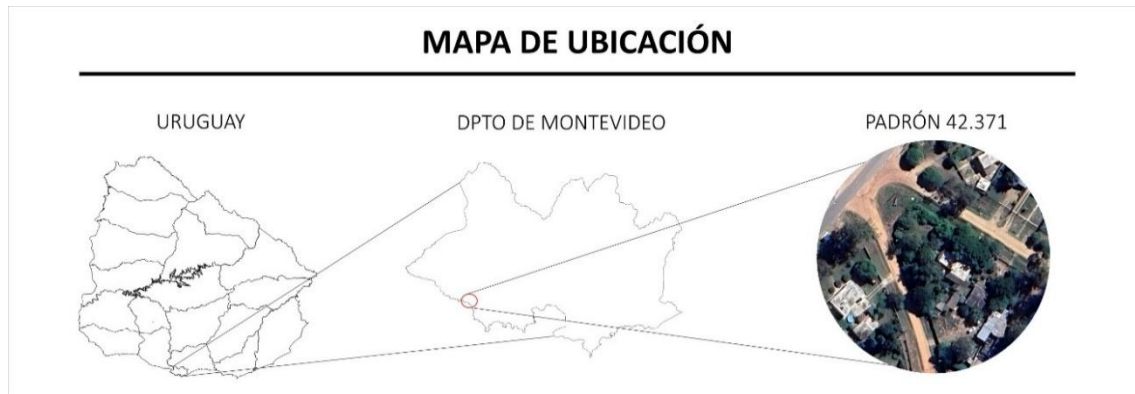 MAPA DE UBICACIÓN
URUGUAY
DPTO DE MONTEVIDEO
PADRÓN 42.371